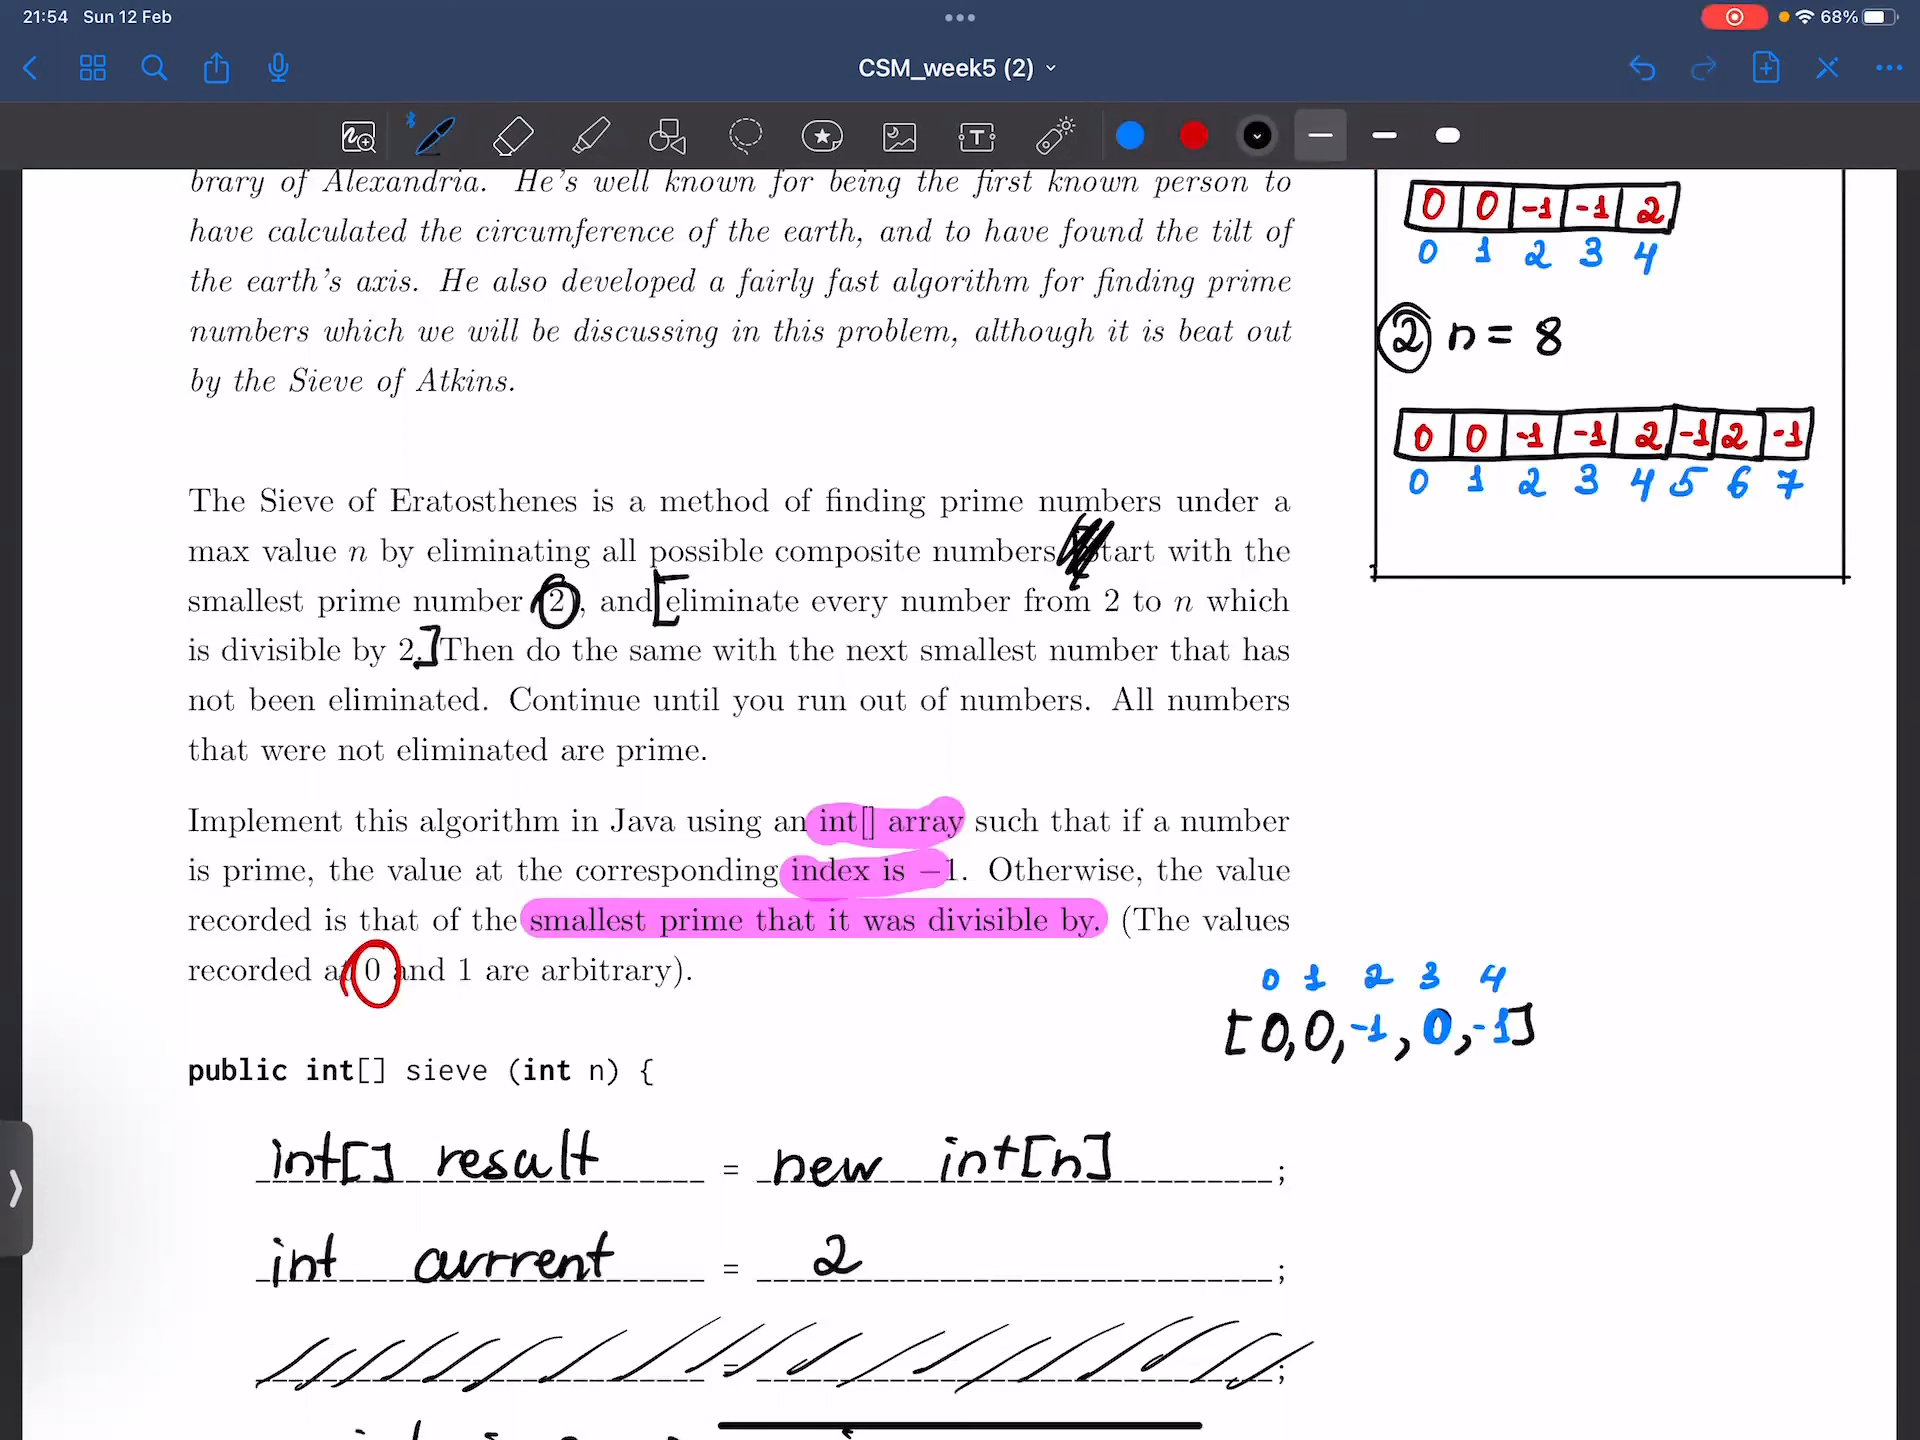 21:54 Sun 12 Feb
68%
CSM_week5 (2)
brary of Alexandria. He's well known for being the first known person to
have calculated the circumference of the earth, and to have found the tilt of
the earth's axis. He also developed a fairly fast algorithm for finding prime
numbers which we will be discussing in this problem, although it is beat out
by the Sieve of Atkins.
0 0 -1 -1 2
0 1 2 3 4
2 n = 8
0 0 -1 -1 2 -1 2 -1
0 1 2 3 4 5 6 7
The Sieve of Eratosthenes is a method of finding prime numbers under a
max value n by eliminating all possible composite numbers tart with the
smallest prime number 2, and [eliminate every number from 2 to n which
is divisible by 2.] Then do the same with the next smallest number that has
not been eliminated. Continue until you run out of numbers. All numbers
that were not eliminated are prime.
Implement this algorithm in Java using an int[] array such that if a number
is prime, the value at the corresponding index is −1. Otherwise, the value
recorded is that of the smallest prime that it was divisible by. (The values
recorded at 0 and 1 are arbitrary).
0 1 2 3 4
[0,0,-1,0,-1]
public int[] sieve (int n) {
int[] result = new int[n] ;
int current = 2 ;
= ;